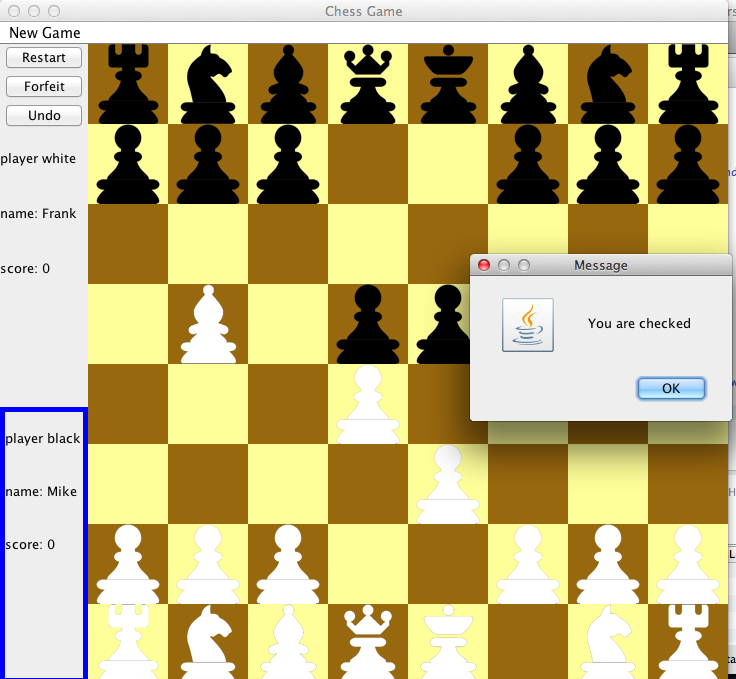 Chess Game
New Game
Restart
Forfeit
Undo
player white
name: Frank
score: 0
Message
You are checked
OK
player black
name: Mike
score: 0